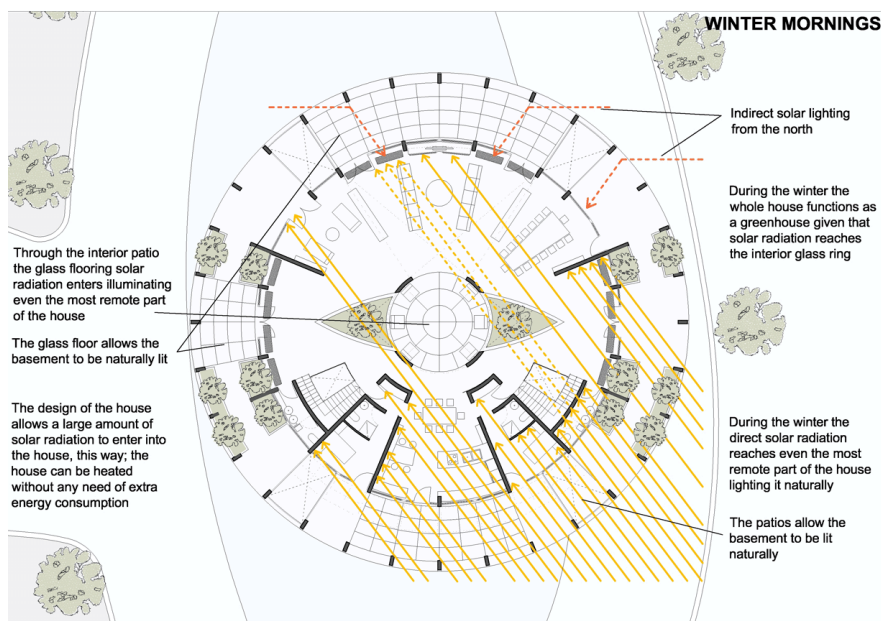 WINTER MORNINGS
Indirect solar lighting
from the north
During the winter the
whole house functions as
a greenhouse given that
solar radiation reaches
the interior glass ring
Through the interior patio
the glass flooring solar
radiation enters illuminating
even the most remote part
of the house
The glass floor allows the
basement to be naturally lit
The design of the house
allows a large amount of
solar radiation to enter into
the house, this way; the
house can be heated
without any need of extra
energy consumption
During the winter the
direct solar radiation
reaches even the most
remote part of the house
lighting it naturally
The patios allow the
basement to be lit
naturally